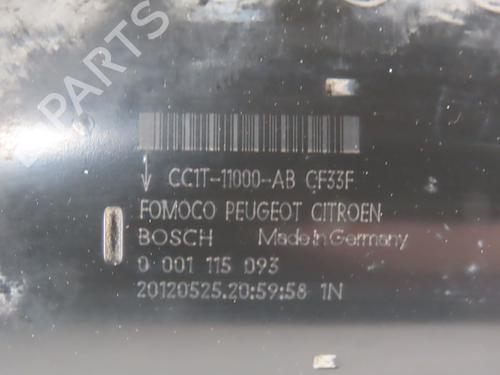 PARTS
CC1T-11000-AB CF33F
FOMOCO PEUGEOT CITROEN
BOSCH Made In Germany
0 001 115 093
20120525.20:59:58 1N